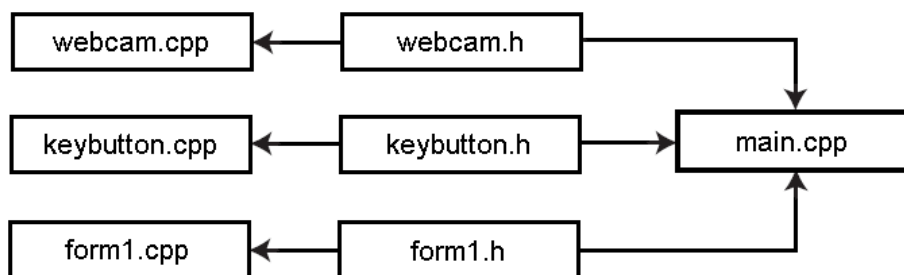 webcam.cpp
webcam.h
keybutton.cpp
keybutton.h
main.cpp
form1.cpp
form1.h